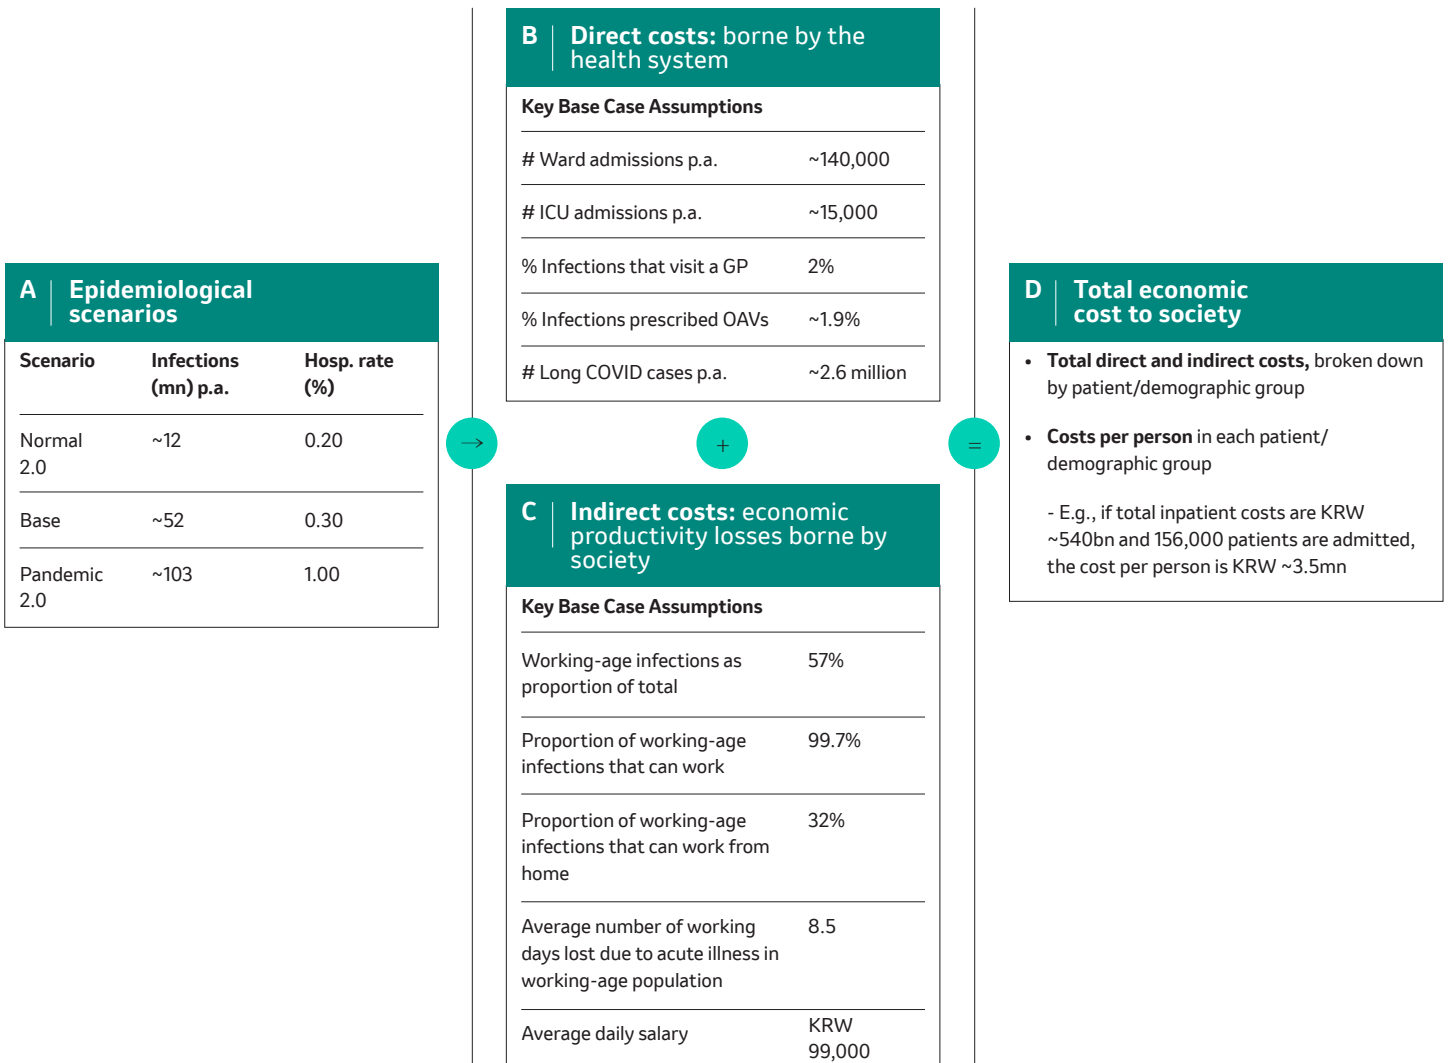 A
Epidemiological
scenarios
Scenario Infections Hosp. rate
(mn) p.a. (%)
Normal ~12 0.20
2.0
Base ~52 0.30
Pandemic ~103 1.00
2.0
→
B
Direct costs: borne by the
health system
Key Base Case Assumptions
# Ward admissions p.a. ~140,000
# ICU admissions p.a. ~15,000
% Infections that visit a GP 2%
% Infections prescribed OAVs ~1.9%
# Long COVID cases p.a. ~2.6 million
+
C
Indirect costs: economic
productivity losses borne by
society
Key Base Case Assumptions
Working-age infections as 57%
proportion of total
Proportion of working-age 99.7%
infections that can work
Proportion of working-age 32%
infections that can work from
home
Average number of working 8.5
days lost due to acute illness in
working-age population
Average daily salary KRW
99,000
=
D
Total economic
cost to society
• Total direct and indirect costs, broken down
by patient/demographic group
• Costs per person in each patient/
demographic group
- E.g., if total inpatient costs are KRW
~540bn and 156,000 patients are admitted,
the cost per person is KRW ~3.5mn